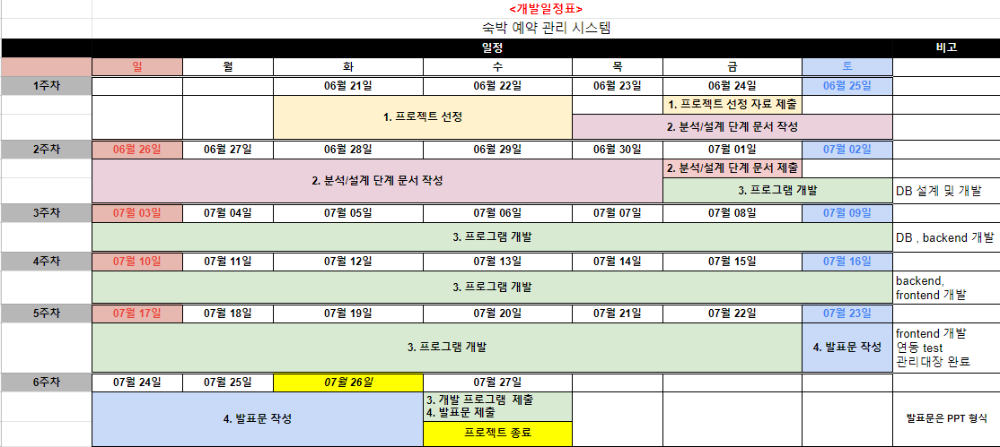 <개발일정표>
숙박 예약 관리 시스템
일정 비고
일 월 화 수 목 금 토
1주차 06월 21일 06월 22일 06월 23일 06월 24일 06월 25일
1. 프로젝트 선정
1. 프로젝트 선정 자료 제출
2. 분석/설계 단계 문서 작성
2주차 06월 26일 06월 27일 06월 28일 06월 29일 06월 30일 07월 01일 07월 02일
2. 분석/설계 단계 문서 작성
2. 분석/설계 단계 문서 제출
3. 프로그램 개발
DB 설계 및 개발
3주차 07월 03일 07월 04일 07월 05일 07월 06일 07월 07일 07월 08일 07월 09일
3. 프로그램 개발
DB , backend 개발
4주차 07월 10일 07월 11일 07월 12일 07월 13일 07월 14일 07월 15일 07월 16일
3. 프로그램 개발
backend,
frontend 개발
5주차 07월 17일 07월 18일 07월 19일 07월 20일 07월 21일 07월 22일 07월 23일
3. 프로그램 개발
4. 발표문 작성
frontend 개발
연동 test
관리대장 완료
6주차 07월 24일 07월 25일 07월 26일 07월 27일
4. 발표문 작성
3. 개발 프로그램 제출
4. 발표문 제출
프로젝트 종료
발표문은 PPT 형식